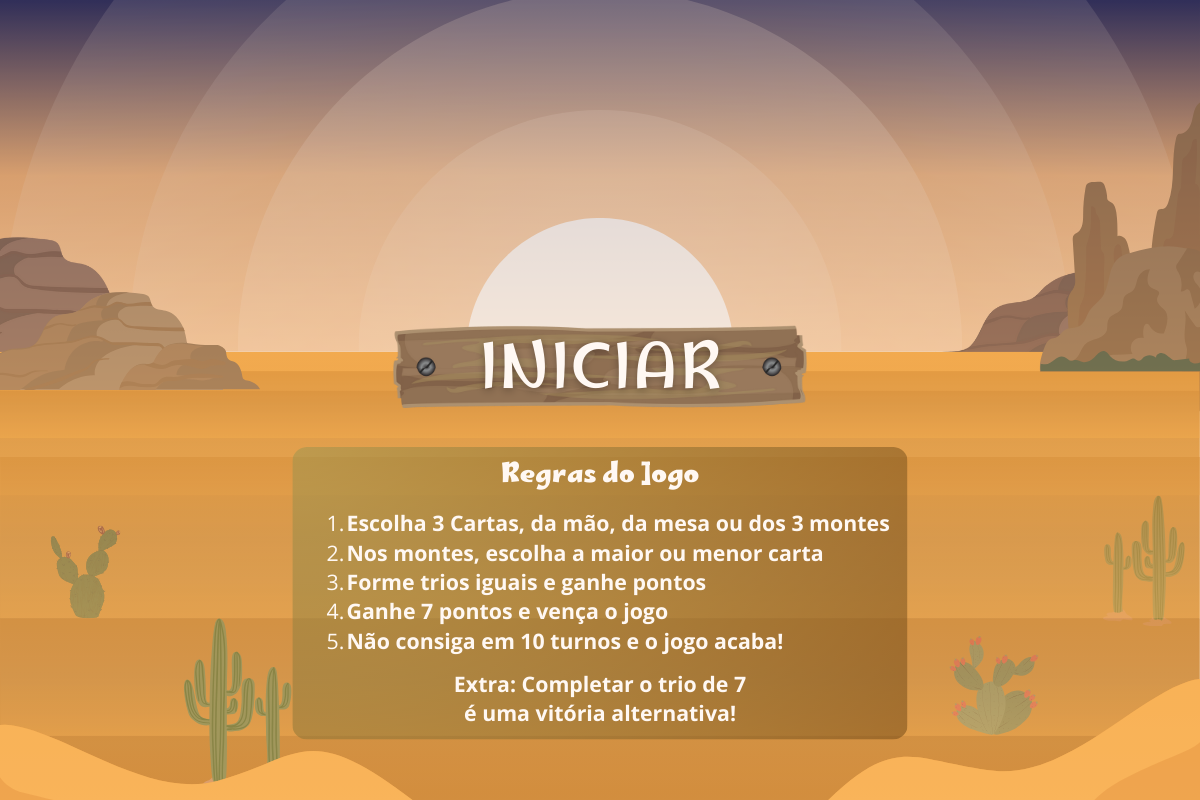 INICIAR
Regras do Jogo
1. Escolha 3 Cartas, da mão, da mesa ou dos 3 montes
2. Nos montes, escolha a maior ou menor carta
3. Forme trios iguais e ganhe pontos
4. Ganhe 7 pontos e vença o jogo
5. Não consiga em 10 turnos e o jogo acaba!
Extra: Completar o trio de 7
é uma vitória alternativa!